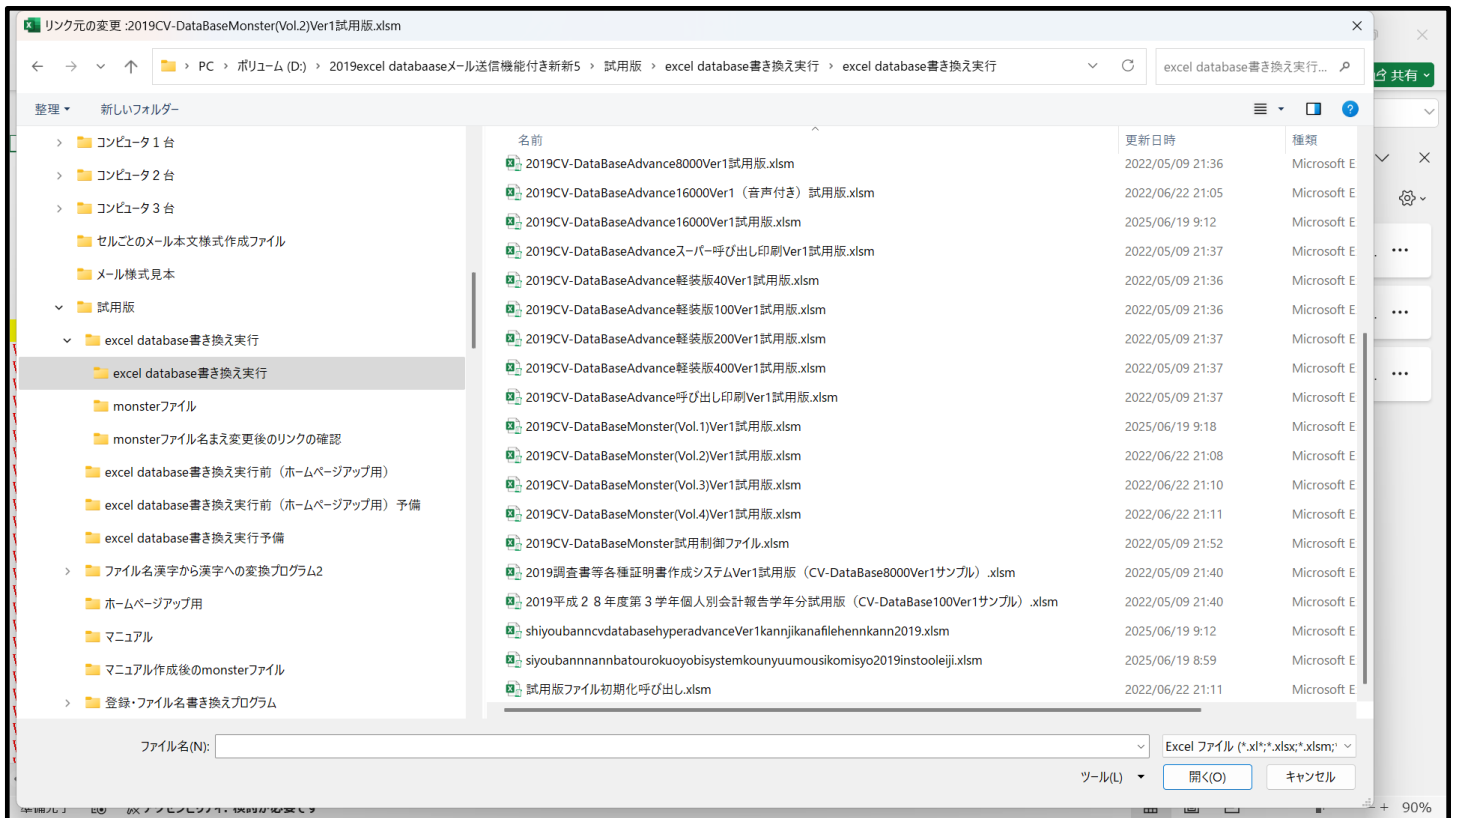 リンク元の変更 :2019CV-DataBaseMonster(Vol.2)Ver1試用版.xlsm
PC › ボリューム (D:) › 2019excel databaaseメール送信機能付き新新5 › 試用版 › excel database書き換え実行 › excel database書き換え実行
excel database書き換え実行...
共有
整理
新しいフォルダー
コンピュータ 1 台
コンピュータ 2 台
コンピュータ 3 台
セルごとのメール本文様式作成ファイル
メール様式見本
試用版
excel database書き換え実行
excel database書き換え実行
monsterファイル
monsterファイル名まえ変更後のリンクの確認
excel database書き換え実行前（ホームページアップ用）
excel database書き換え実行前（ホームページアップ用）予備
excel database書き換え実行予備
ファイル名漢字から漢字への変換プログラム2
ホームページアップ用
マニュアル
マニュアル作成後のmonsterファイル
登録・ファイル名書き換えプログラム
名前 更新日時 種類
2019CV-DataBaseAdvance8000Ver1試用版.xlsm 2022/05/09 21:36 Microsoft E
2019CV-DataBaseAdvance16000Ver1（音声付き）試用版.xlsm 2022/06/22 21:05 Microsoft E
2019CV-DataBaseAdvance16000Ver1試用版.xlsm 2025/06/19 9:12 Microsoft E
2019CV-DataBaseAdvanceスーパー呼び出し印刷Ver1試用版.xlsm 2022/05/09 21:37 Microsoft E
2019CV-DataBaseAdvance軽装版40Ver1試用版.xlsm 2022/05/09 21:36 Microsoft E
2019CV-DataBaseAdvance軽装版100Ver1試用版.xlsm 2022/05/09 21:36 Microsoft E
2019CV-DataBaseAdvance軽装版200Ver1試用版.xlsm 2022/05/09 21:37 Microsoft E
2019CV-DataBaseAdvance軽装版400Ver1試用版.xlsm 2022/05/09 21:37 Microsoft E
2019CV-DataBaseAdvance呼び出し印刷Ver1試用版.xlsm 2022/05/09 21:37 Microsoft E
2019CV-DataBaseMonster(Vol.1)Ver1試用版.xlsm 2025/06/19 9:18 Microsoft E
2019CV-DataBaseMonster(Vol.2)Ver1試用版.xlsm 2022/06/22 21:08 Microsoft E
2019CV-DataBaseMonster(Vol.3)Ver1試用版.xlsm 2022/06/22 21:10 Microsoft E
2019CV-DataBaseMonster(Vol.4)Ver1試用版.xlsm 2022/06/22 21:11 Microsoft E
2019CV-DataBaseMonster試用制御ファイル.xlsm 2022/05/09 21:52 Microsoft E
2019調査書等各種証明書作成システムVer1試用版（CV-DataBase8000Ver1サンプル）.xlsm 2022/05/09 21:40 Microsoft E
2019平成２８年度第３学年個人別会計報告学年分試用版（CV-DataBase100Ver1サンプル）.xlsm 2022/05/09 21:40 Microsoft E
shiyoubanncvdatabasehyperadvanceVer1kannjikanafilehennkann2019.xlsm 2025/06/19 9:12 Microsoft E
siyoubannnannbatourokuoyobisystemkounyuumousikomisyo2019instooleiji.xlsm 2025/06/19 8:59 Microsoft E
試用版ファイル初期化呼び出し.xlsm 2022/06/22 21:11 Microsoft E
ファイル名(N):
Excel ファイル (*.xl*;*.xlsx;*.xlsm;
ツール(L)
開く(O)
キャンセル
90%